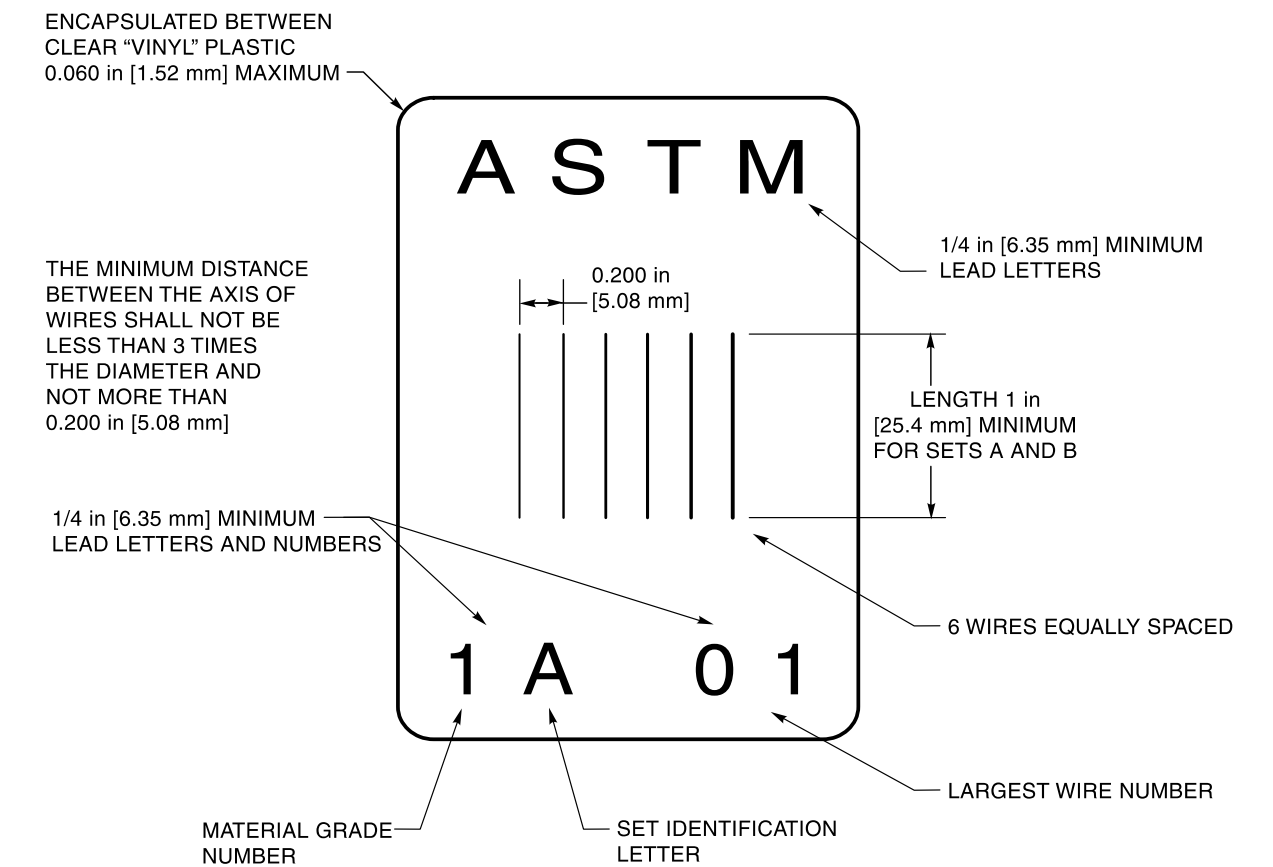 ENCAPSULATED BETWEEN
CLEAR “VINYL” PLASTIC
0.060 in [1.52 mm] MAXIMUM
A S T M
1/4 in [6.35 mm] MINIMUM
LEAD LETTERS
THE MINIMUM DISTANCE
BETWEEN THE AXIS OF
WIRES SHALL NOT BE
LESS THAN 3 TIMES
THE DIAMETER AND
NOT MORE THAN
0.200 in [5.08 mm]
0.200 in
[5.08 mm]
LENGTH 1 in
[25.4 mm] MINIMUM
FOR SETS A AND B
1/4 in [6.35 mm] MINIMUM
LEAD LETTERS AND NUMBERS
6 WIRES EQUALLY SPACED
1 A 0 1
LARGEST WIRE NUMBER
MATERIAL GRADE
NUMBER
SET IDENTIFICATION
LETTER